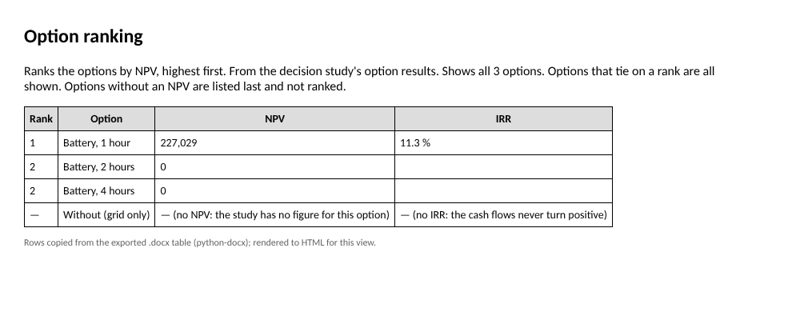 Option ranking
Ranks the options by NPV, highest first. From the decision study's option results. Shows all 3 options. Options that tie on a rank are all
shown. Options without an NPV are listed last and not ranked.
Rank Option NPV IRR
1 Battery, 1 hour 227,029 11.3 %
2 Battery, 2 hours 0
2 Battery, 4 hours 0
— Without (grid only) — (no NPV: the study has no figure for this option) — (no IRR: the cash flows never turn positive)
Rows copied from the exported .docx table (python-docx); rendered to HTML for this view.